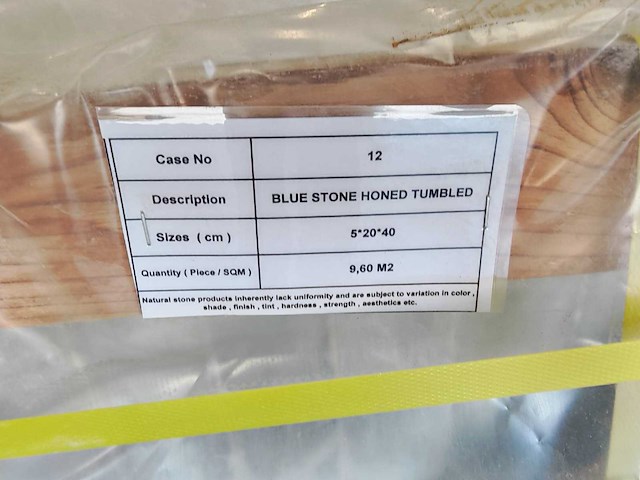 Case No 12
Description BLUE STONE HONED TUMBLED
Sizes ( cm ) 5*20*40
Quantity ( Piece / SQM ) 9,60 M2
Natural stone products inherently lack uniformity and are subject to variation in color ,
shade , finish , tint , hardness , strength , aesthetics etc.